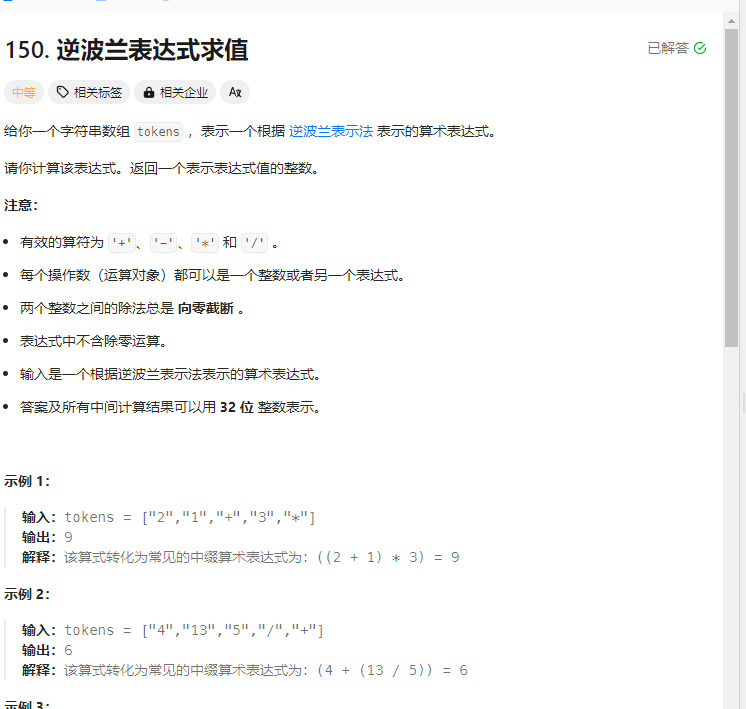 150. 逆波兰表达式求值
已解答
中等 相关标签 相关企业 Aא
给你一个字符串数组 tokens ，表示一个根据 逆波兰表示法 表示的算术表达式。
请你计算该表达式。返回一个表示表达式值的整数。
注意：
有效的算符为 '+'、'-'、'*' 和 '/' 。
每个操作数（运算对象）都可以是一个整数或者另一个表达式。
两个整数之间的除法总是 向零截断 。
表达式中不含除零运算。
输入是一个根据逆波兰表示法表示的算术表达式。
答案及所有中间计算结果可以用 32 位 整数表示。
示例 1：
输入：tokens = ["2","1","+","3","*"]
输出：9
解释：该算式转化为常见的中缀算术表达式为：((2 + 1) * 3) = 9
示例 2：
输入：tokens = ["4","13","5","/","+"]
输出：6
解释：该算式转化为常见的中缀算术表达式为：(4 + (13 / 5)) = 6
示例 3：